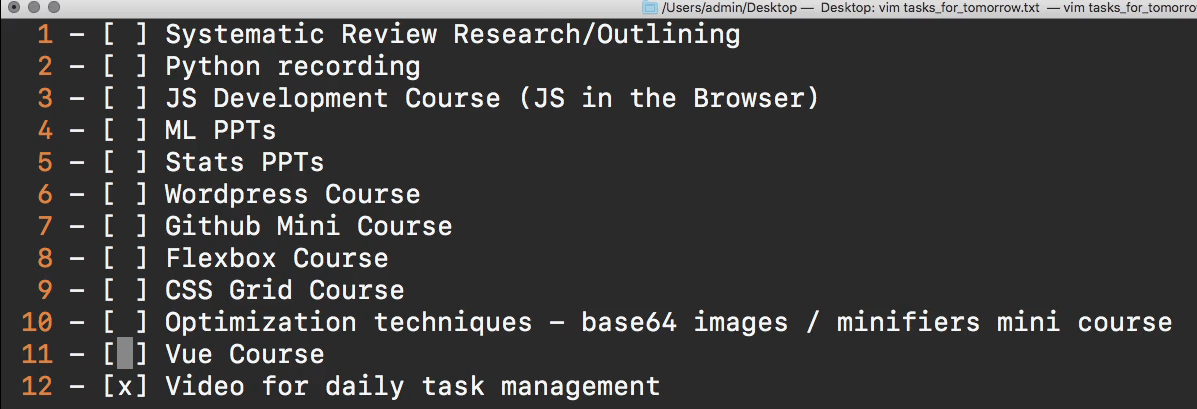 /Users/admin/Desktop — Desktop: vim tasks_for_tomorrow.txt — vim tasks_for_tomorro
1 - [ ] Systematic Review Research/Outlining
2 - [ ] Python recording
3 - [ ] JS Development Course (JS in the Browser)
4 - [ ] ML PPTs
5 - [ ] Stats PPTs
6 - [ ] Wordpress Course
7 - [ ] Github Mini Course
8 - [ ] Flexbox Course
9 - [ ] CSS Grid Course
10 - [ ] Optimization techniques - base64 images / minifiers mini course
11 - [ ] Vue Course
12 - [x] Video for daily task management